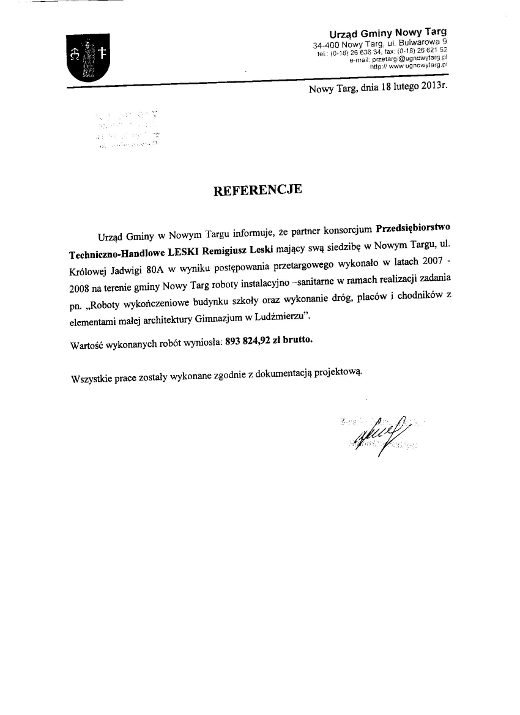 Urząd Gminy Nowy Targ
34-400 Nowy Targ, ul. Bulwarowa 9
tel.: (0-18) 26 636 34, fax: (0-18) 26 621 52
e-mail: przetargi@ugnowytarg.pl
http:// www.ugnowytarg.pl
Nowy Targ, dnia 18 lutego 2013r.
REFERENCJE
Urząd Gminy w Nowym Targu informuje, że partner konsorcjum Przedsiębiorstwo
Techniczno-Handlowe LESKI Remigiusz Leski mający swą siedzibę w Nowym Targu, ul.
Królowej Jadwigi 80A w wyniku postępowania przetargowego wykonało w latach 2007 -
2008 na terenie gminy Nowy Targ roboty instalacyjno –sanitarne w ramach realizacji zadania
pn. „Roboty wykończeniowe budynku szkoły oraz wykonanie dróg, placów i chodników z
elementami małej architektury Gimnazjum w Ludźmierzu”.
Wartość wykonanych robót wyniosła: 893 824,92 zł brutto.
Wszystkie prace zostały wykonane zgodnie z dokumentacją projektową.